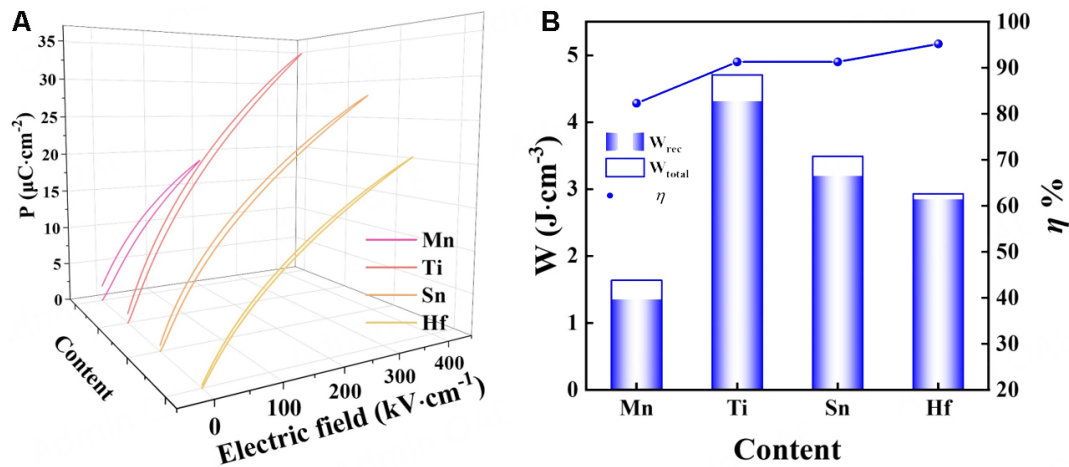 A
P (μC·cm⁻²)
35
30
25
20
15
10
5
0
Mn
Ti
Sn
Hf
Content
0
100
200
300
400
Electric field (kV·cm⁻¹)
B
W (J·cm⁻³)
5
4
3
2
1
0
W_rec
W_total
η
100
90
80
70
60
50
40
30
20
η %
Mn
Ti
Sn
Hf
Content